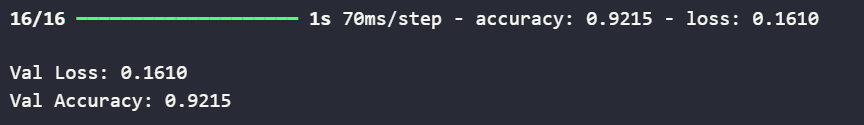 16/16 ━━━━━━━━━━━━━━━━━━━━ 1s 70ms/step - accuracy: 0.9215 - loss: 0.1610
Val Loss: 0.1610
Val Accuracy: 0.9215